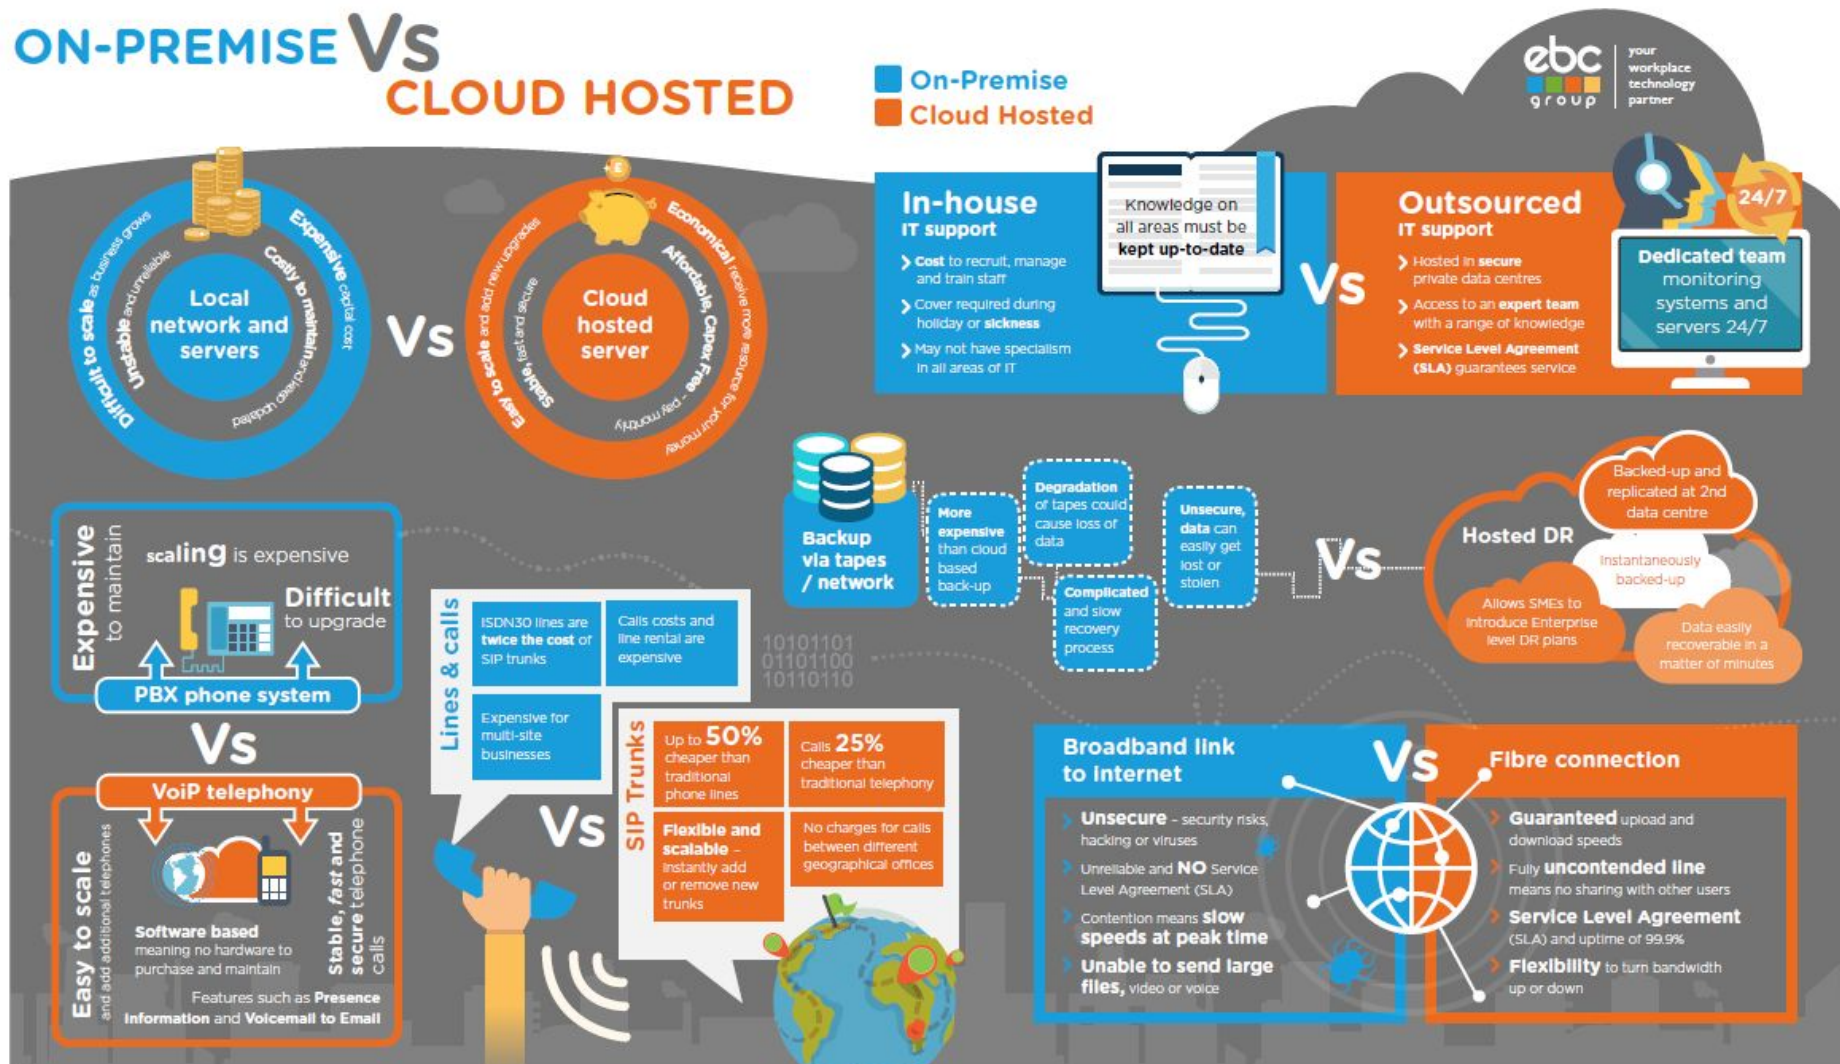 ON-PREMISE Vs
CLOUD HOSTED
On-Premise
Cloud Hosted
ebc
group
your
workplace
technology
partner
Difficult to scale as business grows
Expensive capital cost
Unstable and unreliable
Costly to maintain and keep updated
Local
network and
servers
Vs
Easy to scale and add new upgrades
Economical receive more resource for your money
Stable, fast and secure
Affordable, Capex Free – pay monthly
£
Cloud
hosted
server
In-house
IT support
Cost to recruit, manage
and train staff
Cover required during
holiday or sickness
May not have specialism
in all areas of IT
Knowledge on
all areas must be
kept up-to-date
Vs
Outsourced
IT support
Hosted in secure
private data centres
Access to an expert team
with a range of knowledge
Service Level Agreement
(SLA) guarantees service
24/7
Dedicated team
monitoring
systems and
servers 24/7
Expensive
to maintain
scaling is expensive
Difficult
to upgrade
PBX phone system
Vs
VoiP telephony
Easy to scale
and add additional telephones
Stable, fast and
secure telephone
calls
Software based
meaning no hardware to
purchase and maintain
Features such as Presence
Information and Voicemail to Email
Lines & calls
ISDN30 lines are
twice the cost of
SIP trunks
Calls costs and
line rental are
expensive
Expensive for
multi-site
businesses
Vs
SIP Trunks
Up to 50%
cheaper than
traditional
phone lines
Calls 25%
cheaper than
traditional telephony
Flexible and
scalable –
Instantly add
or remove new
trunks
No charges for calls
between different
geographical offices
10101101
01101100
10110110
Backup
via tapes
/ network
More
expensive
than cloud
based
back-up
Degradation
of tapes could
cause loss of
data
Complicated
and slow
recovery
process
Unsecure,
data can
easily get
lost or
stolen
Vs
Hosted DR
Backed-up and
replicated at 2nd
data centre
Instantaneously
backed-up
Allows SMEs to
Introduce Enterprise
level DR plans
Data easily
recoverable in a
matter of minutes
Broadband link
to Internet
Unsecure – security risks,
hacking or viruses
Unreliable and NO Service
Level Agreement (SLA)
Contention means slow
speeds at peak time
Unable to send large
files, video or voice
Vs
Fibre connection
Guaranteed upload and
download speeds
Fully uncontended line
means no sharing with other users
Service Level Agreement
(SLA) and uptime of 99.9%
Flexibility to turn bandwidth
up or down